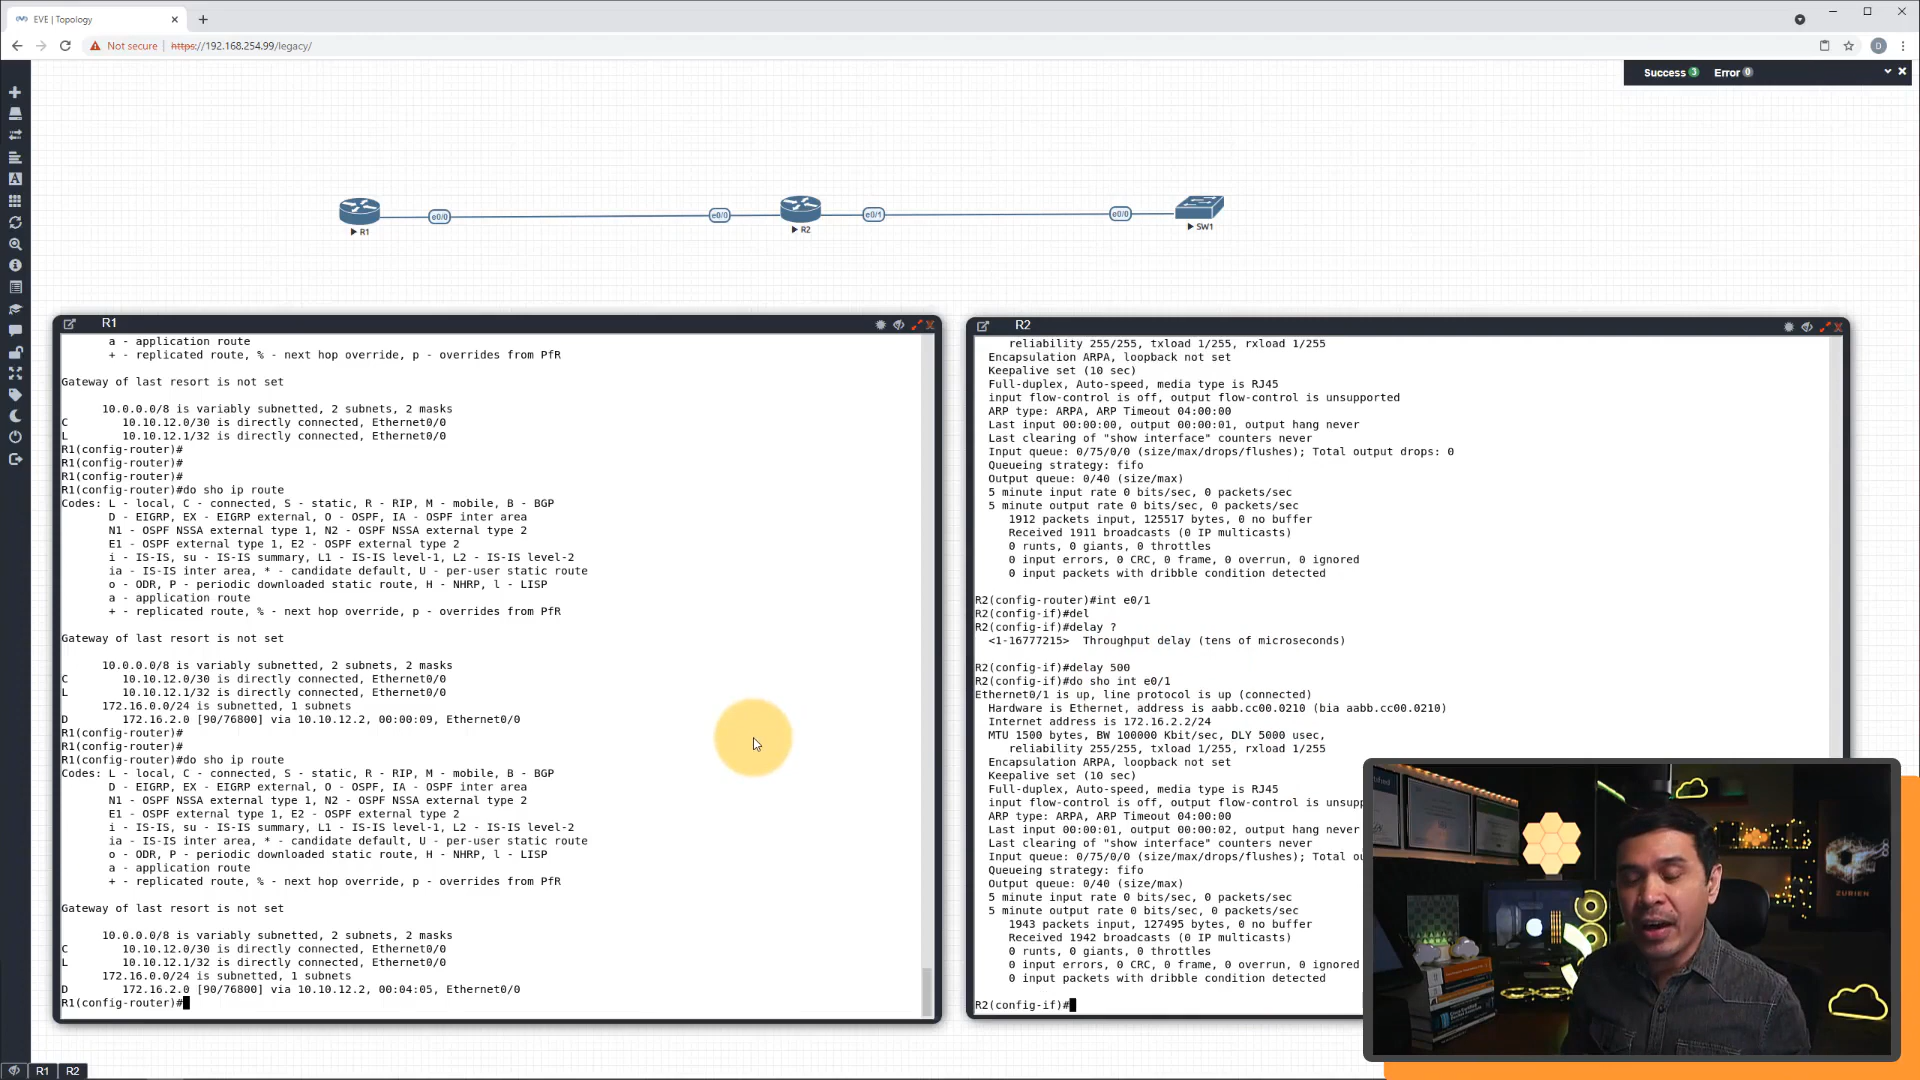 EVE | Topology
Not secure
https://192.168.254.99/legacy/
D
Success 3 Error 0
e0/0
e0/0
e0/1
e0/0
R1
R2
SW1
R1
a - application route
+ - replicated route, % - next hop override, p - overrides from PfR
Gateway of last resort is not set
10.0.0.0/8 is variably subnetted, 2 subnets, 2 masks
C 10.10.12.0/30 is directly connected, Ethernet0/0
L 10.10.12.1/32 is directly connected, Ethernet0/0
R1(config-router)#
R1(config-router)#
R1(config-router)#
R1(config-router)#do sho ip route
Codes: L - local, C - connected, S - static, R - RIP, M - mobile, B - BGP
D - EIGRP, EX - EIGRP external, O - OSPF, IA - OSPF inter area
N1 - OSPF NSSA external type 1, N2 - OSPF NSSA external type 2
E1 - OSPF external type 1, E2 - OSPF external type 2
i - IS-IS, su - IS-IS summary, L1 - IS-IS level-1, L2 - IS-IS level-2
ia - IS-IS inter area, * - candidate default, U - per-user static route
o - ODR, P - periodic downloaded static route, H - NHRP, l - LISP
a - application route
+ - replicated route, % - next hop override, p - overrides from PfR
Gateway of last resort is not set
10.0.0.0/8 is variably subnetted, 2 subnets, 2 masks
C 10.10.12.0/30 is directly connected, Ethernet0/0
L 10.10.12.1/32 is directly connected, Ethernet0/0
172.16.0.0/24 is subnetted, 1 subnets
D 172.16.2.0 [90/76800] via 10.10.12.2, 00:00:09, Ethernet0/0
R1(config-router)#
R1(config-router)#
R1(config-router)#do sho ip route
Codes: L - local, C - connected, S - static, R - RIP, M - mobile, B - BGP
D - EIGRP, EX - EIGRP external, O - OSPF, IA - OSPF inter area
N1 - OSPF NSSA external type 1, N2 - OSPF NSSA external type 2
E1 - OSPF external type 1, E2 - OSPF external type 2
i - IS-IS, su - IS-IS summary, L1 - IS-IS level-1, L2 - IS-IS level-2
ia - IS-IS inter area, * - candidate default, U - per-user static route
o - ODR, P - periodic downloaded static route, H - NHRP, l - LISP
a - application route
+ - replicated route, % - next hop override, p - overrides from PfR
Gateway of last resort is not set
10.0.0.0/8 is variably subnetted, 2 subnets, 2 masks
C 10.10.12.0/30 is directly connected, Ethernet0/0
L 10.10.12.1/32 is directly connected, Ethernet0/0
172.16.0.0/24 is subnetted, 1 subnets
D 172.16.2.0 [90/76800] via 10.10.12.2, 00:04:05, Ethernet0/0
R1(config-router)#
R2
reliability 255/255, txload 1/255, rxload 1/255
Encapsulation ARPA, loopback not set
Keepalive set (10 sec)
Full-duplex, Auto-speed, media type is RJ45
input flow-control is off, output flow-control is unsupported
ARP type: ARPA, ARP Timeout 04:00:00
Last input 00:00:00, output 00:00:01, output hang never
Last clearing of "show interface" counters never
Input queue: 0/75/0/0 (size/max/drops/flushes); Total output drops: 0
Queueing strategy: fifo
Output queue: 0/40 (size/max)
5 minute input rate 0 bits/sec, 0 packets/sec
5 minute output rate 0 bits/sec, 0 packets/sec
1912 packets input, 125517 bytes, 0 no buffer
Received 1911 broadcasts (0 IP multicasts)
0 runts, 0 giants, 0 throttles
0 input errors, 0 CRC, 0 frame, 0 overrun, 0 ignored
0 input packets with dribble condition detected
R2(config-router)#int e0/1
R2(config-if)#del
R2(config-if)#delay ?
<1-16777215> Throughput delay (tens of microseconds)
R2(config-if)#delay 500
R2(config-if)#do sho int e0/1
Ethernet0/1 is up, line protocol is up (connected)
Hardware is Ethernet, address is aabb.cc00.0210 (bia aabb.cc00.0210)
Internet address is 172.16.2.2/24
MTU 1500 bytes, BW 100000 Kbit/sec, DLY 5000 usec,
reliability 255/255, txload 1/255, rxload 1/255
Encapsulation ARPA, loopback not set
Keepalive set (10 sec)
Full-duplex, Auto-speed, media type is RJ45
input flow-control is off, output flow-control is unsupp
ARP type: ARPA, ARP Timeout 04:00:00
Last input 00:00:01, output 00:00:02, output hang never
Last clearing of "show interface" counters never
Input queue: 0/75/0/0 (size/max/drops/flushes); Total ou
Queueing strategy: fifo
Output queue: 0/40 (size/max)
5 minute input rate 0 bits/sec, 0 packets/sec
5 minute output rate 0 bits/sec, 0 packets/sec
1943 packets input, 127495 bytes, 0 no buffer
Received 1942 broadcasts (0 IP multicasts)
0 runts, 0 giants, 0 throttles
0 input errors, 0 CRC, 0 frame, 0 overrun, 0 ignored
0 input packets with dribble condition detected
R2(config-if)#
ZURIEN
R1
R2